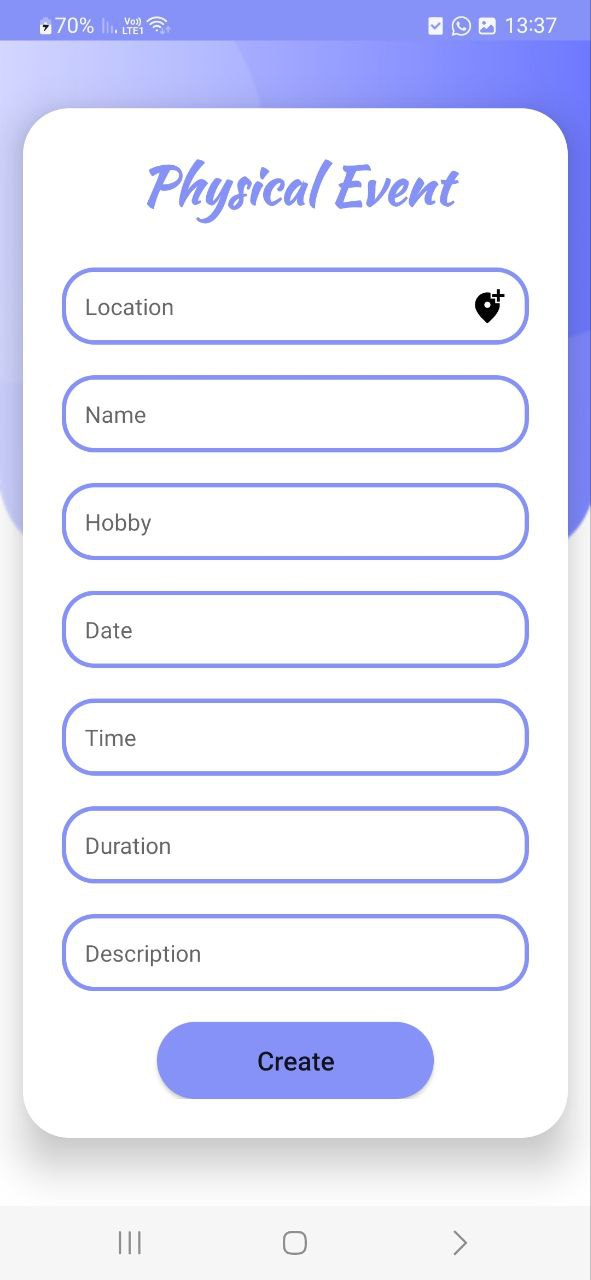 70% Vo)) LTE1 13:37
Physical Event
Location
Name
Hobby
Date
Time
Duration
Description
Create